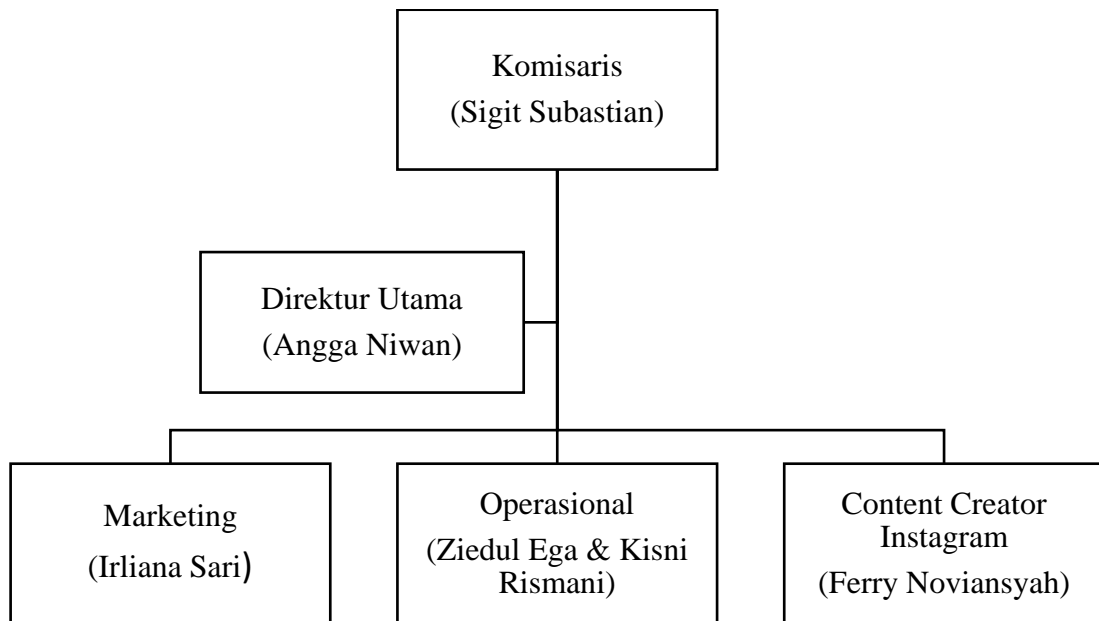 Komisaris
(Sigit Subastian)
Direktur Utama
(Angga Niwan)
Marketing
(Irliana Sari)
Operasional
(Ziedul Ega & Kisni
Rismani)
Content Creator
Instagram
(Ferry Noviansyah)